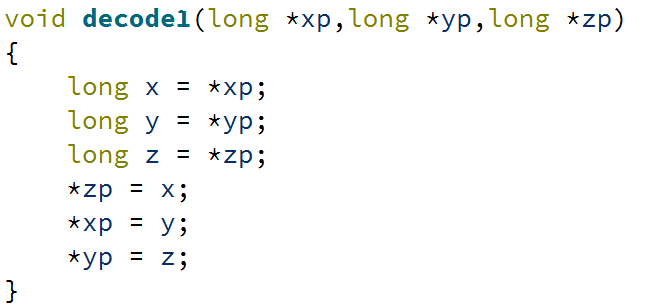 void decode1(long *xp,long *yp,long *zp)
{
    long x = *xp;
    long y = *yp;
    long z = *zp;
    *zp = x;
    *xp = y;
    *yp = z;
}